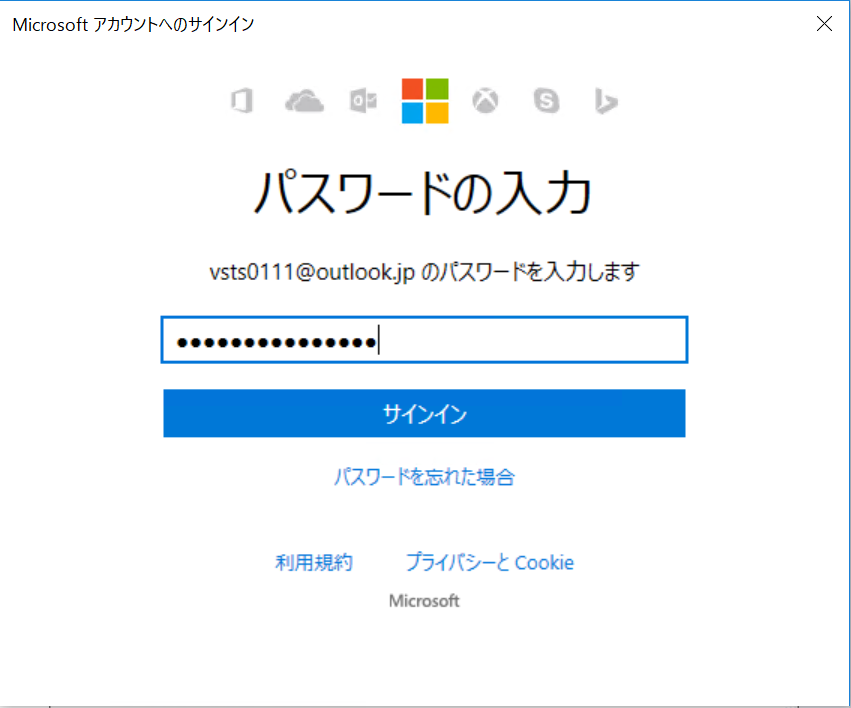 Microsoft アカウントへのサインイン
パスワードの入力
vsts0111@outlook.jp のパスワードを入力します
●●●●●●●●●●●●●●●
サインイン
パスワードを忘れた場合
利用規約 プライバシーと Cookie
Microsoft